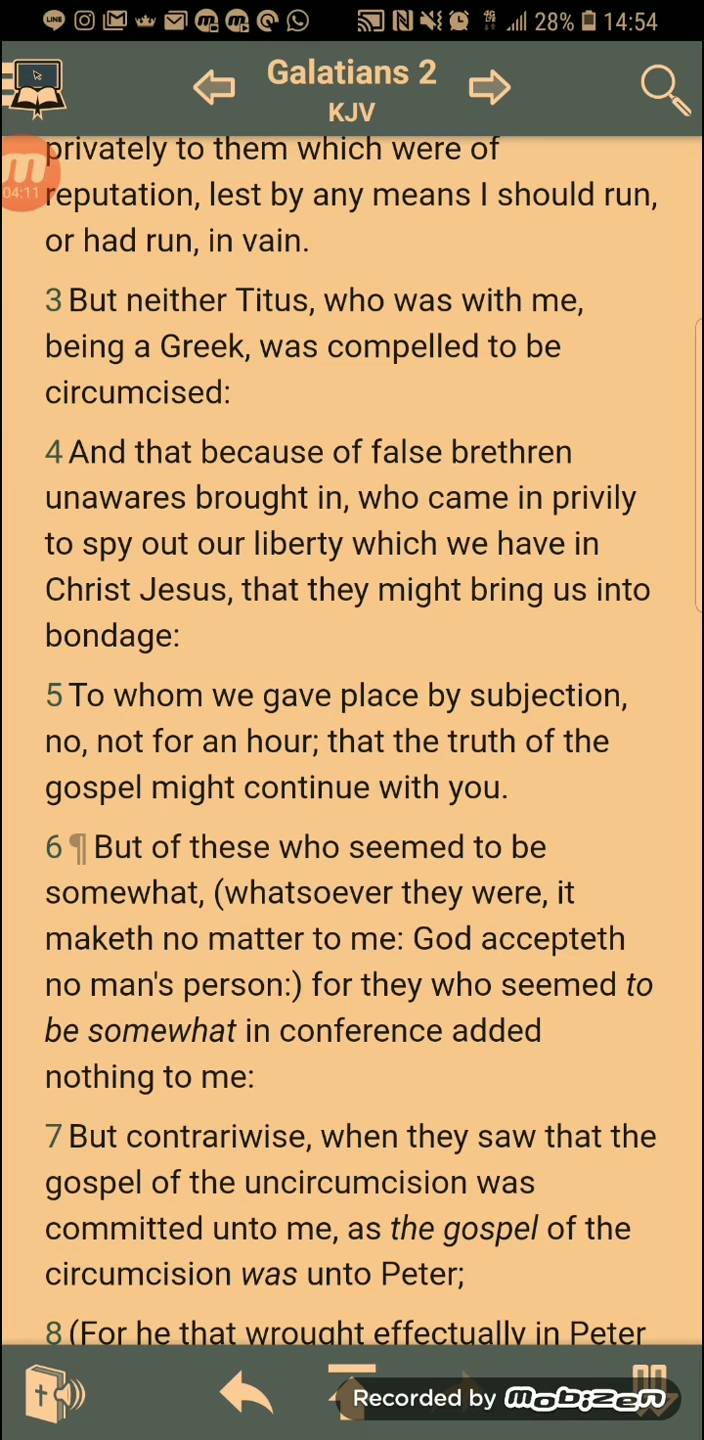 28% 14:54
Galatians 2
KJV
04:11
privately to them which were of
reputation, lest by any means I should run,
or had run, in vain.
3 But neither Titus, who was with me,
being a Greek, was compelled to be
circumcised:
4 And that because of false brethren
unawares brought in, who came in privily
to spy out our liberty which we have in
Christ Jesus, that they might bring us into
bondage:
5 To whom we gave place by subjection,
no, not for an hour; that the truth of the
gospel might continue with you.
6 ¶ But of these who seemed to be
somewhat, (whatsoever they were, it
maketh no matter to me: God accepteth
no man's person:) for they who seemed to
be somewhat in conference added
nothing to me:
7 But contrariwise, when they saw that the
gospel of the uncircumcision was
committed unto me, as the gospel of the
circumcision was unto Peter;
8 (For he that wrought effectually in Peter
Recorded by mobizen